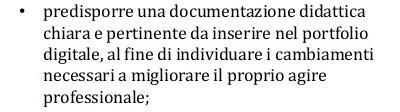 • predisporre una documentazione didattica
chiara e pertinente da inserire nel portfolio
digitale, al fine di individuare i cambiamenti
necessari a migliorare il proprio agire
professionale;